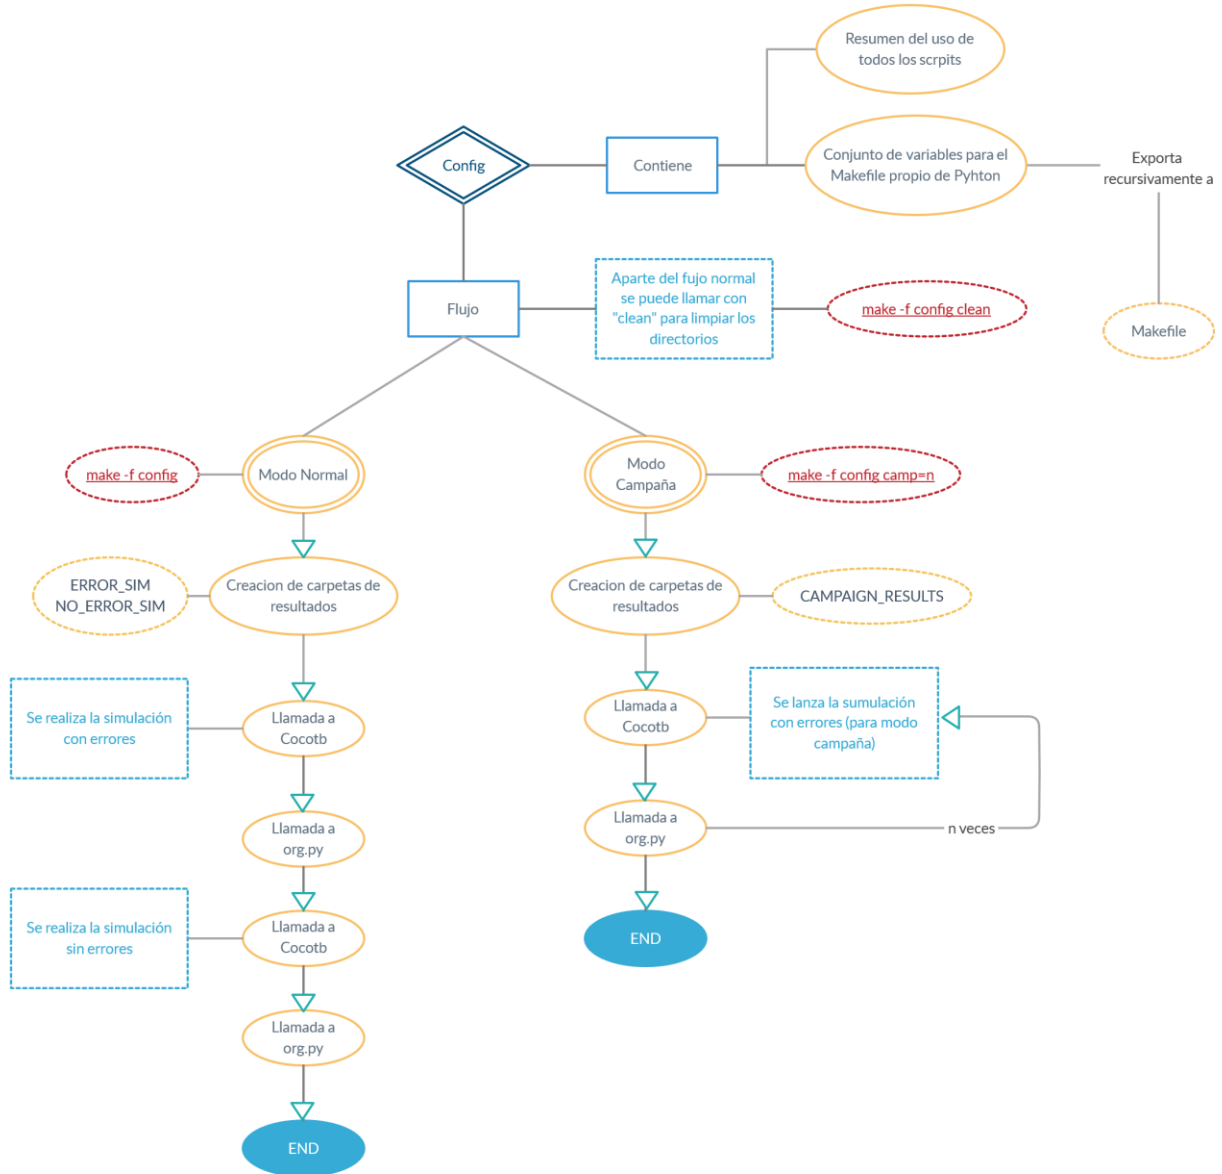 Resumen del uso de
todos los scrpits
Config
Contiene
Conjunto de variables para el
Makefile propio de Pyhton
Exporta
recursivamente a
Flujo
Aparte del fujo normal
se puede llamar con
"clean" para limpiar los
directorios
make -f config clean
Makefile
make -f config
Modo Normal
Modo
Campaña
make -f config camp=n
ERROR_SIM
NO_ERROR_SIM
Creacion de carpetas de
resultados
Creacion de carpetas de
resultados
CAMPAIGN_RESULTS
Se realiza la simulación
con errores
Llamada a
Cocotb
Llamada a
Cocotb
Se lanza la sumulación
con errores (para modo
campaña)
Llamada a
org.py
Llamada a
org.py
n veces
Se realiza la simulación
sin errores
Llamada a
Cocotb
END
Llamada a
org.py
END